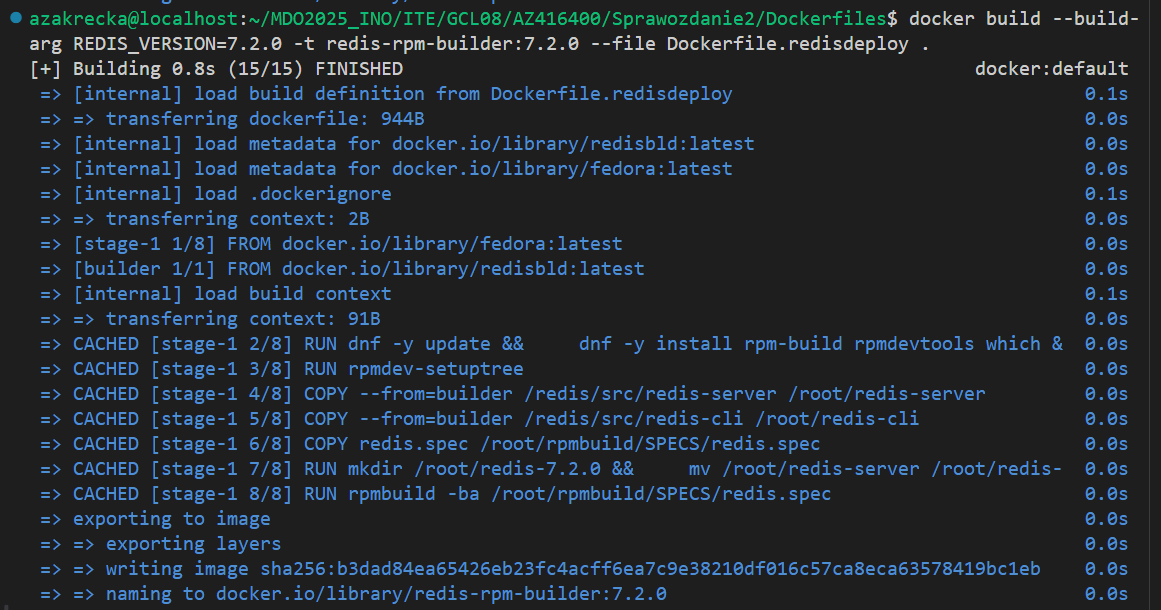 azakrecka@localhost:~/MDO2025_INO/ITE/GCL08/AZ416400/Sprawozdanie2/Dockerfiles$ docker build --build-
arg REDIS_VERSION=7.2.0 -t redis-rpm-builder:7.2.0 --file Dockerfile.redisdeploy .
[+] Building 0.8s (15/15) FINISHED docker:default
=> [internal] load build definition from Dockerfile.redisdeploy 0.1s
=> => transferring dockerfile: 944B 0.0s
=> [internal] load metadata for docker.io/library/redisbld:latest 0.0s
=> [internal] load metadata for docker.io/library/fedora:latest 0.0s
=> [internal] load .dockerignore 0.1s
=> => transferring context: 2B 0.0s
=> [stage-1 1/8] FROM docker.io/library/fedora:latest 0.0s
=> [builder 1/1] FROM docker.io/library/redisbld:latest 0.0s
=> [internal] load build context 0.1s
=> => transferring context: 91B 0.0s
=> CACHED [stage-1 2/8] RUN dnf -y update &&     dnf -y install rpm-build rpmdevtools which & 0.0s
=> CACHED [stage-1 3/8] RUN rpmdev-setuptree 0.0s
=> CACHED [stage-1 4/8] COPY --from=builder /redis/src/redis-server /root/redis-server 0.0s
=> CACHED [stage-1 5/8] COPY --from=builder /redis/src/redis-cli /root/redis-cli 0.0s
=> CACHED [stage-1 6/8] COPY redis.spec /root/rpmbuild/SPECS/redis.spec 0.0s
=> CACHED [stage-1 7/8] RUN mkdir /root/redis-7.2.0 &&     mv /root/redis-server /root/redis- 0.0s
=> CACHED [stage-1 8/8] RUN rpmbuild -ba /root/rpmbuild/SPECS/redis.spec 0.0s
=> exporting to image 0.0s
=> => exporting layers 0.0s
=> => writing image sha256:b3dad84ea65426eb23fc4acff6ea7c9e38210df016c57ca8eca63578419bc1eb 0.0s
=> => naming to docker.io/library/redis-rpm-builder:7.2.0 0.0s